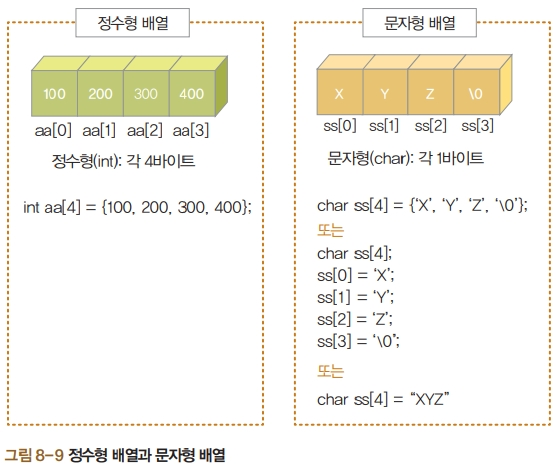 정수형 배열
100 200 300 400
aa[0] aa[1] aa[2] aa[3]
정수형(int): 각 4바이트
int aa[4] = {100, 200, 300, 400};
문자형 배열
X Y Z \0
ss[0] ss[1] ss[2] ss[3]
문자형(char): 각 1바이트
char ss[4] = {‘X’, ‘Y’, ‘Z’, ‘\0’};
또는
char ss[4];
ss[0] = ‘X’;
ss[1] = ‘Y’;
ss[2] = ‘Z’;
ss[3] = ‘\0’;
또는
char ss[4] = “XYZ”
그림 8-9 정수형 배열과 문자형 배열